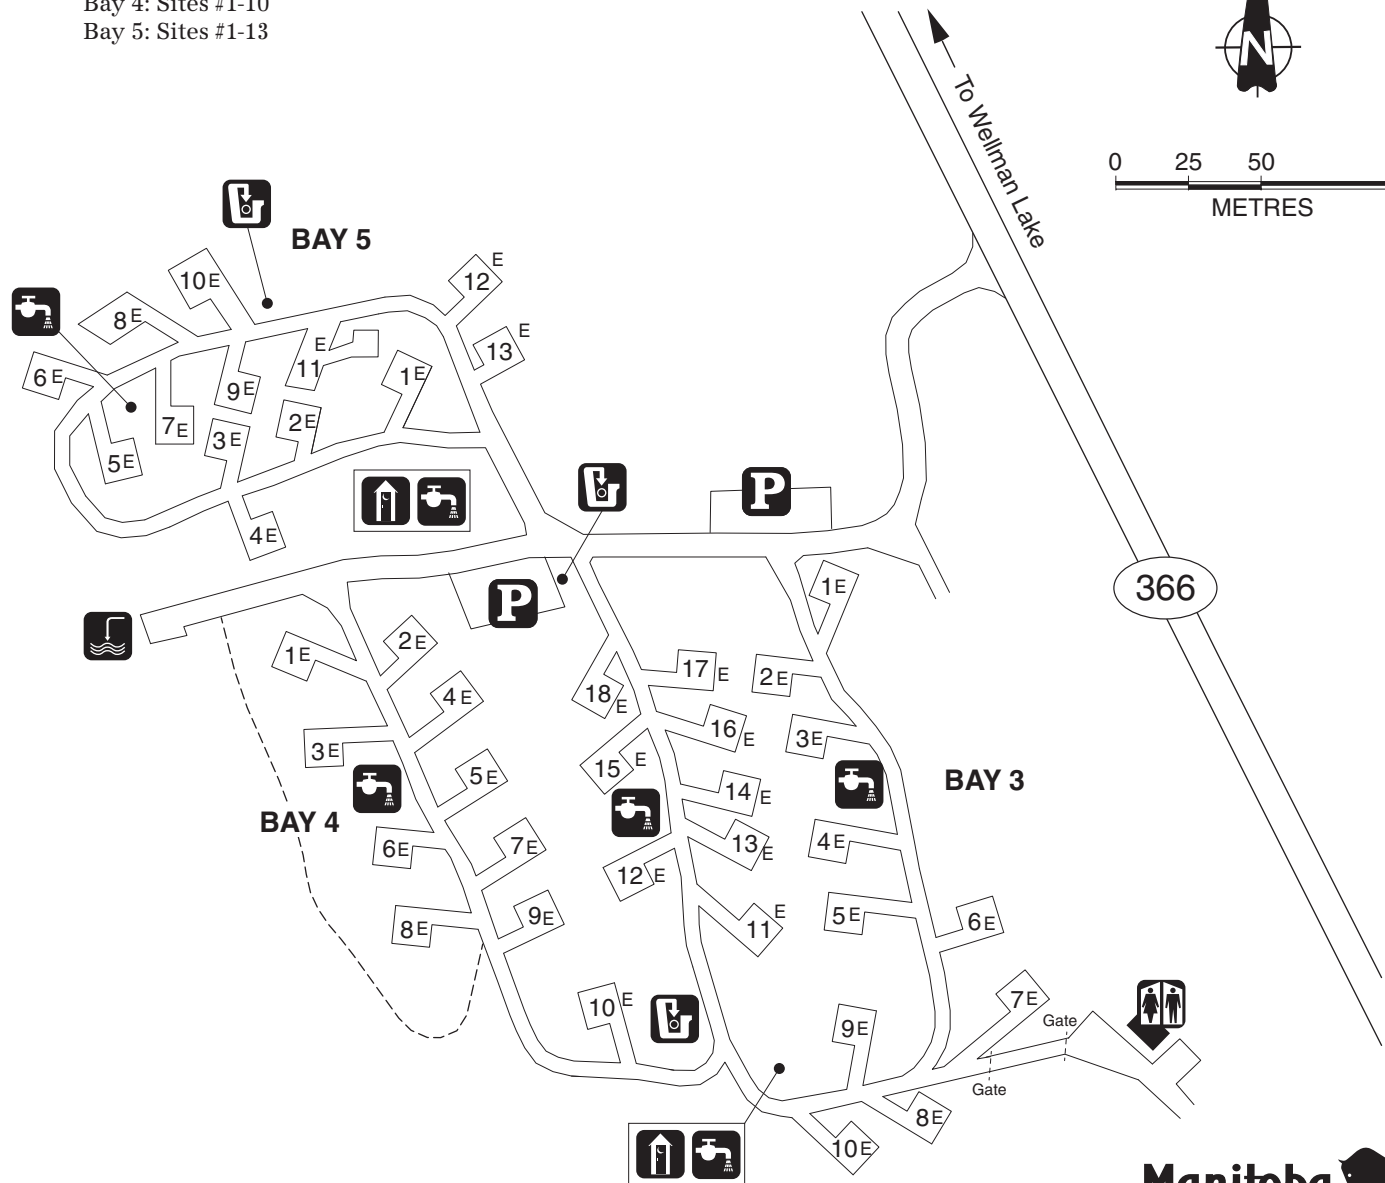 Bay 4: Sites #1-10
Bay 5: Sites #1-13
N
To Wellman Lake
0 25 50
METRES
BAY 5
12 E
10 E
8 E
E
11
13 E
6 E
9 E
1 E
7 E
2 E
3 E
5 E
4 E
P
P
366
1 E
2 E
1 E
17 E
2 E
18 E
4 E
16 E
3 E
3 E
15 E
5 E
14 E
BAY 3
BAY 4
13 E
4 E
6 E
7 E
12 E
8 E
9 E
11 E
5 E
6 E
10 E
7 E
9 E
Gate
Gate
8 E
10 E
Manitoba